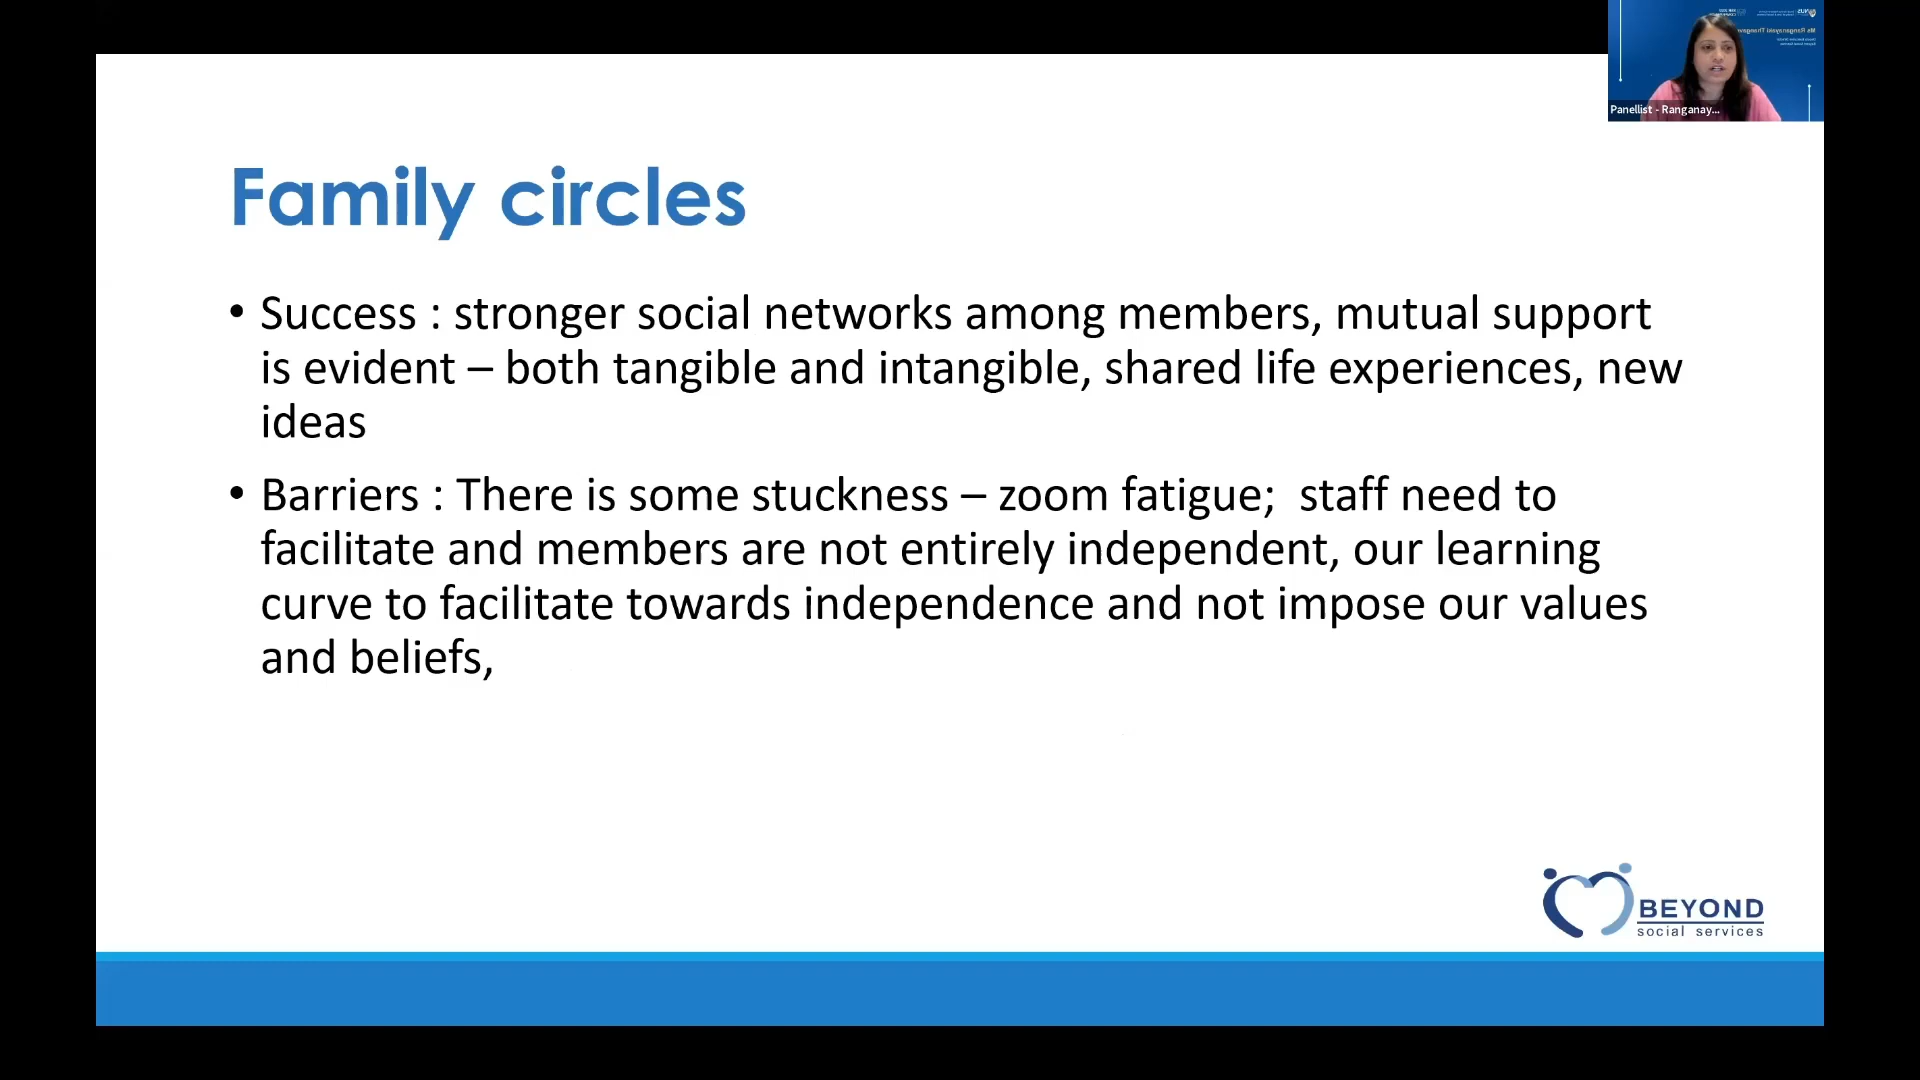 Ms Ranganayaki Thangave
Panellist - Ranganay...
Family circles
• Success : stronger social networks among members, mutual support
is evident – both tangible and intangible, shared life experiences, new
ideas
• Barriers : There is some stuckness – zoom fatigue;  staff need to
facilitate and members are not entirely independent, our learning
curve to facilitate towards independence and not impose our values
and beliefs,
BEYOND
social services